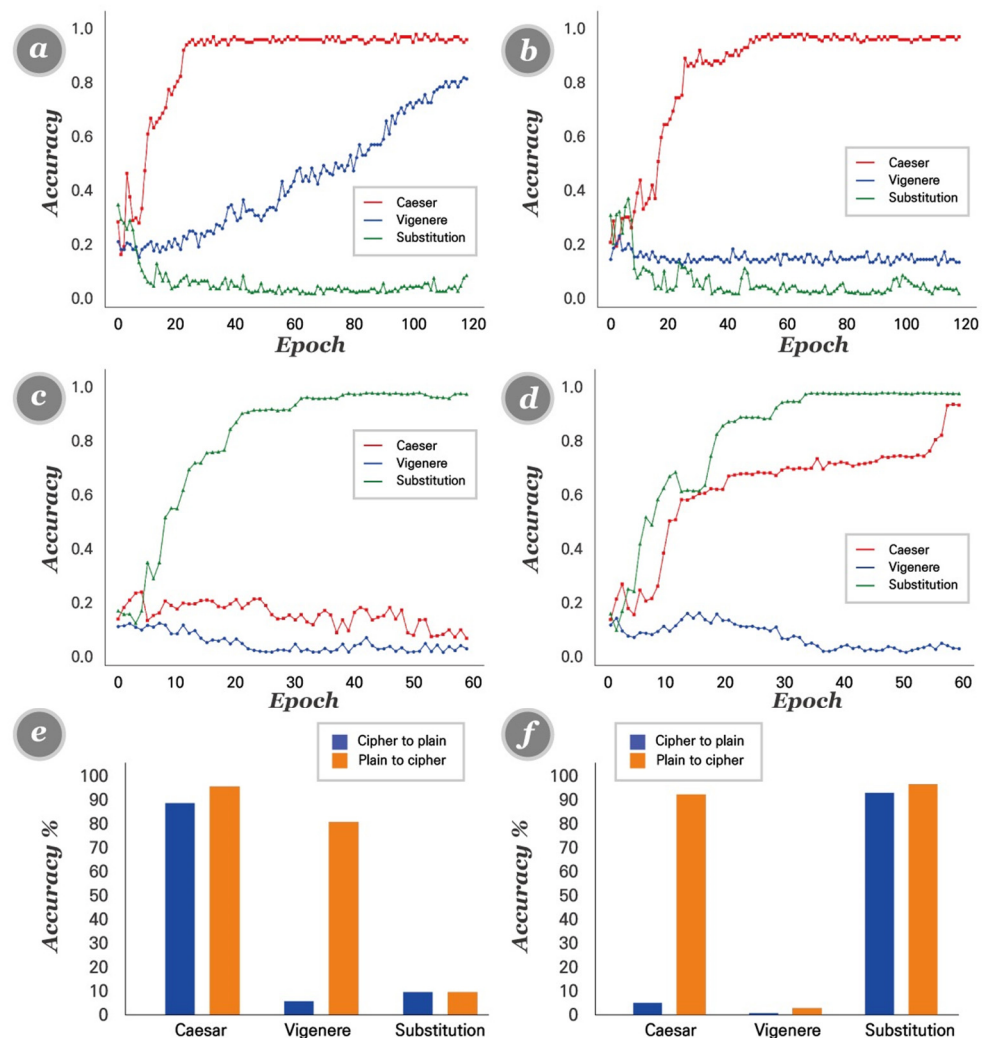 a
Accuracy
1.0
0.8
0.6
0.4
0.2
0.0
Caeser
Vigenere
Substitution
0 20 40 60 80 100 120
Epoch
b
Accuracy
1.0
0.8
0.6
0.4
0.2
0.0
Caeser
Vigenere
Substitution
0 20 40 60 80 100 120
Epoch
c
Accuracy
1.0
0.8
0.6
0.4
0.2
0.0
Caeser
Vigenere
Substitution
0 10 20 30 40 50 60
Epoch
d
Accuracy
1.0
0.8
0.6
0.4
0.2
0.0
Caeser
Vigenere
Substitution
0 10 20 30 40 50 60
Epoch
e
Cipher to plain
Plain to cipher
Accuracy %
100
90
80
70
60
50
40
30
20
10
0
Caesar Vigenere Substitution
f
Cipher to plain
Plain to cipher
Accuracy %
100
90
80
70
60
50
40
30
20
10
0
Caesar Vigenere Substitution